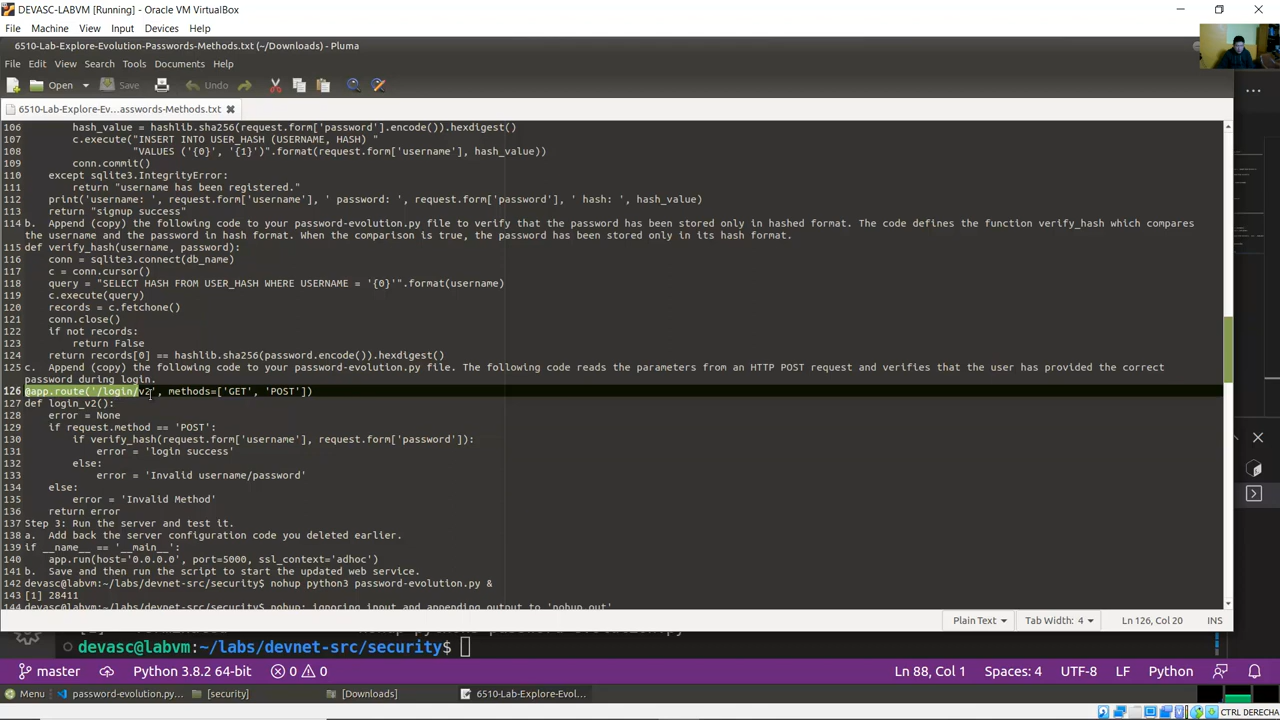 DEVASC-LABVM [Running] - Oracle VM VirtualBox
File Machine View Input Devices Help
6510-Lab-Explore-Evolution-Passwords-Methods.txt (~/Downloads) - Pluma
File Edit View Search Tools Documents Help
Open Save Undo
6510-Lab-Explore-Ev...asswords-Methods.txt
106         hash_value = hashlib.sha256(request.form['password'].encode()).hexdigest()
107         c.execute("INSERT INTO USER_HASH (USERNAME, HASH) "
108                   "VALUES ('{0}', '{1}')".format(request.form['username'], hash_value))
109         conn.commit()
110     except sqlite3.IntegrityError:
111         return "username has been registered."
112     print('username: ', request.form['username'], ' password: ', request.form['password'], ' hash: ', hash_value)
113     return "signup success"
114 b.  Append (copy) the following code to your password-evolution.py file to verify that the password has been stored only in hashed format. The code defines the function verify_hash which compares
the username and the password in hash format. When the comparison is true, the password has been stored only in its hash format.
115 def verify_hash(username, password):
116     conn = sqlite3.connect(db_name)
117     c = conn.cursor()
118     query = "SELECT HASH FROM USER_HASH WHERE USERNAME = '{0}'".format(username)
119     c.execute(query)
120     records = c.fetchone()
121     conn.close()
122     if not records:
123         return False
124     return records[0] == hashlib.sha256(password.encode()).hexdigest()
125 c.  Append (copy) the following code to your password-evolution.py file. The following code reads the parameters from an HTTP POST request and verifies that the user has provided the correct
password during login.
126 @app.route('/login/v2', methods=['GET', 'POST'])
127 def login_v2():
128     error = None
129     if request.method == 'POST':
130         if verify_hash(request.form['username'], request.form['password']):
131             error = 'login success'
132         else:
133             error = 'Invalid username/password'
134     else:
135         error = 'Invalid Method'
136     return error
137 Step 3: Run the server and test it.
138 a.  Add back the server configuration code you deleted earlier.
139 if __name__ == '__main__':
140     app.run(host='0.0.0.0', port=5000, ssl_context='adhoc')
141 b.  Save and then run the script to start the updated web service.
142 devasc@labvm:~/labs/devnet-src/security$ nohup python3 password-evolution.py &
143 [1] 28411
144 devasc@labvm:~/labs/devnet-src/security$ nohup: ignoring input and appending output to 'nohup.out'
Plain Text Tab Width: 4 Ln 126, Col 20 INS
devasc@labvm:~/labs/devnet-src/security$
master Python 3.8.2 64-bit 0 0 Ln 88, Col 1 Spaces: 4 UTF-8 LF Python
Menu password-evolution.py... [security] [Downloads] 6510-Lab-Explore-Evol...
CTRL DERECHA